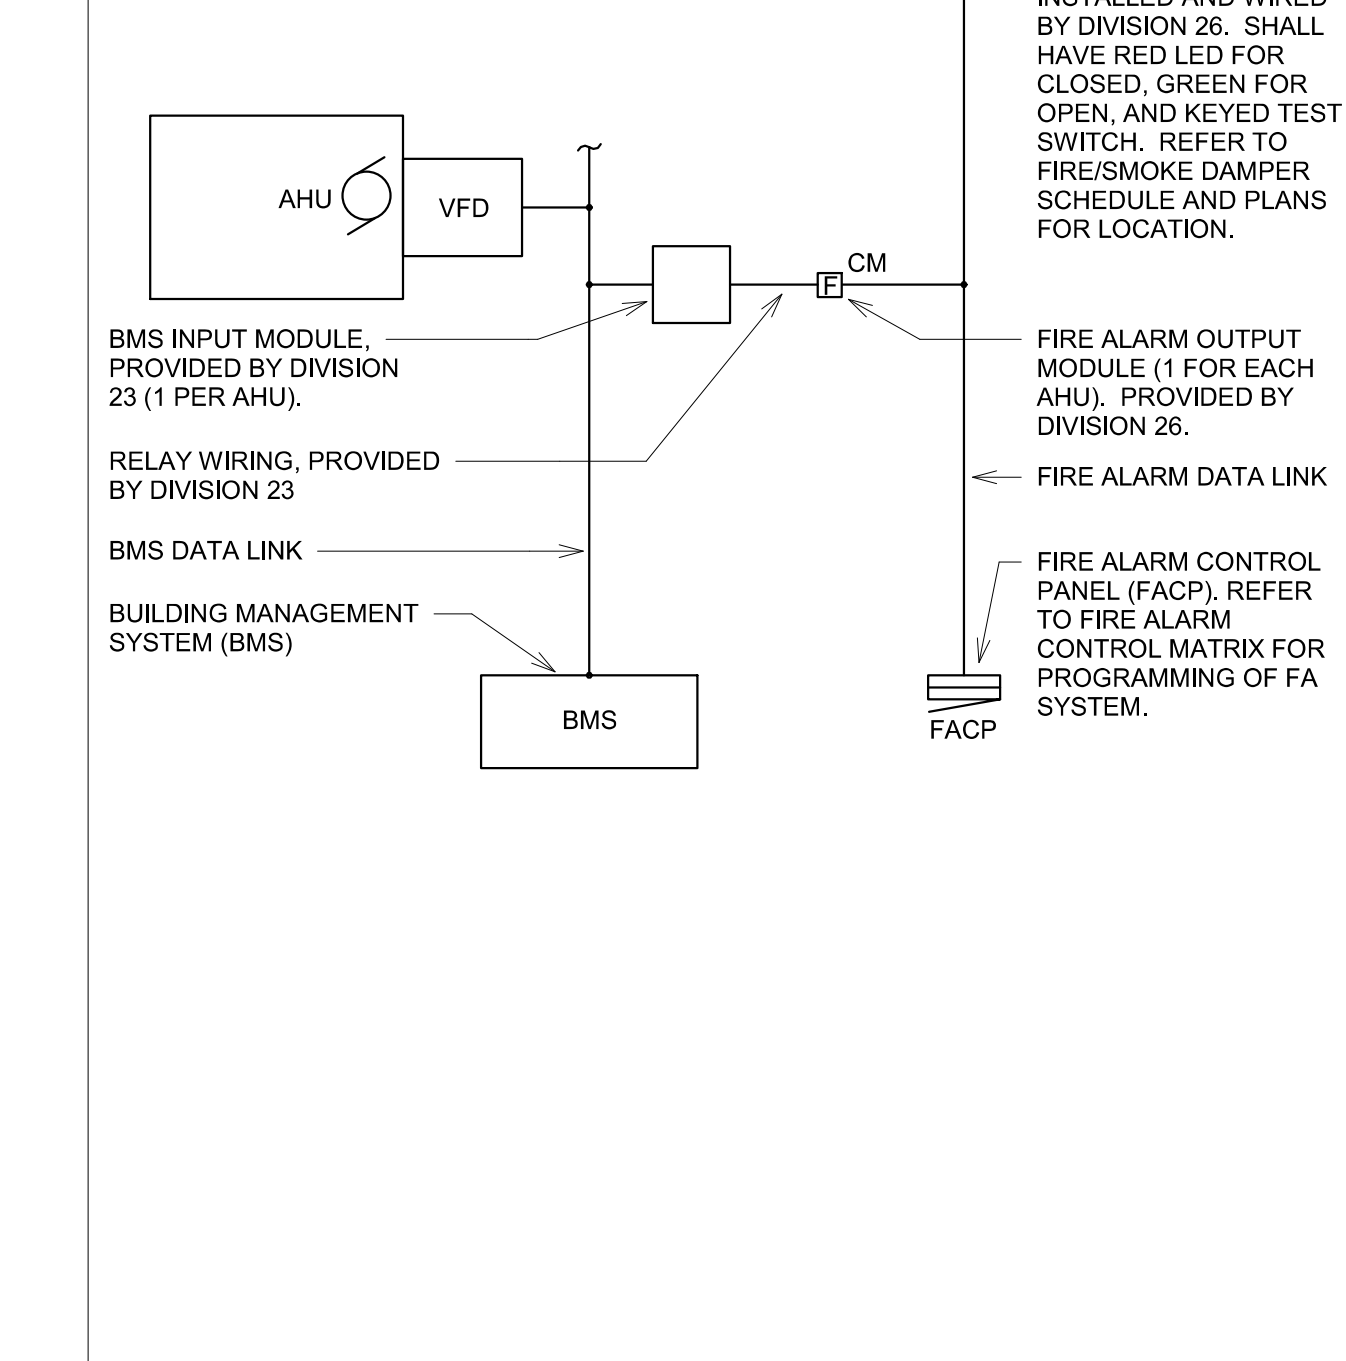 INSTALLED AND WIRED
BY DIVISION 26.  SHALL
HAVE RED LED FOR
CLOSED, GREEN FOR
OPEN, AND KEYED TEST
SWITCH.  REFER TO
FIRE/SMOKE DAMPER
SCHEDULE AND PLANS
FOR LOCATION.
AHU
VFD
CM
F
BMS INPUT MODULE,
PROVIDED BY DIVISION
23 (1 PER AHU).
FIRE ALARM OUTPUT
MODULE (1 FOR EACH
AHU).  PROVIDED BY
DIVISION 26.
RELAY WIRING, PROVIDED
BY DIVISION 23
FIRE ALARM DATA LINK
BMS DATA LINK
FIRE ALARM CONTROL
PANEL (FACP). REFER
TO FIRE ALARM
CONTROL MATRIX FOR
PROGRAMMING OF FA
SYSTEM.
BUILDING MANAGEMENT
SYSTEM (BMS)
BMS
FACP